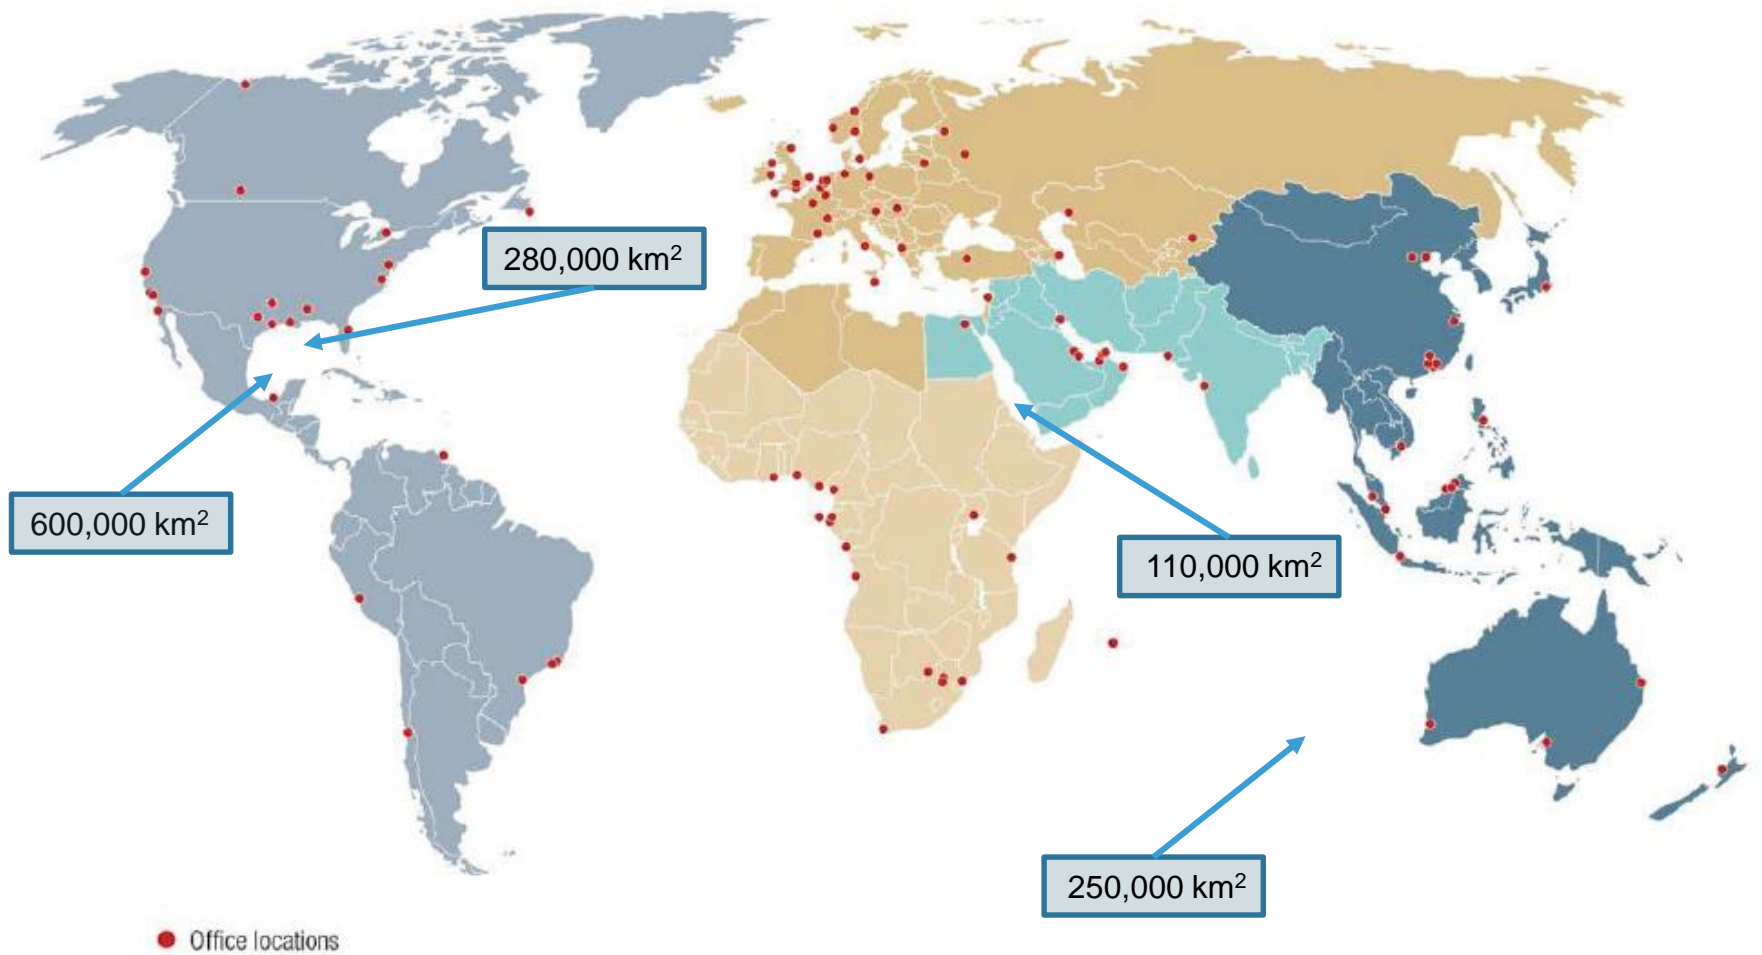 280,000 km²
600,000 km²
110,000 km²
250,000 km²
Office locations